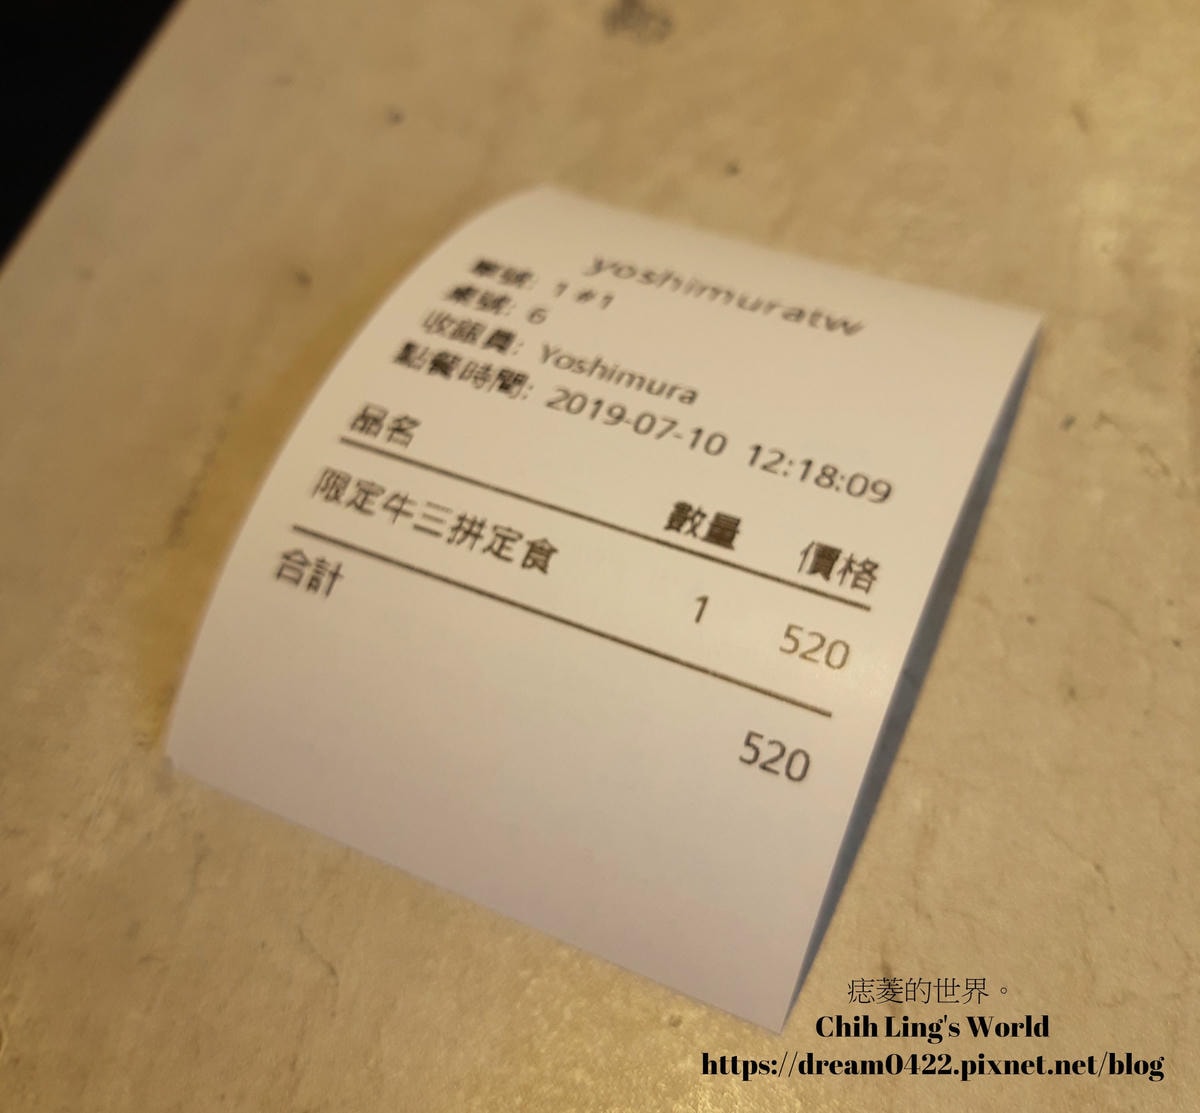 yoshimuratw
單號: 1 #1
桌號: 6
收銀員: Yoshimura
點餐時間: 2019-07-10 12:18:09
品名 數量 價格
限定牛三拼定食 1 520
合計 520
痣菱的世界。
Chih Ling's World
https://dream0422.pixnet.net/blog